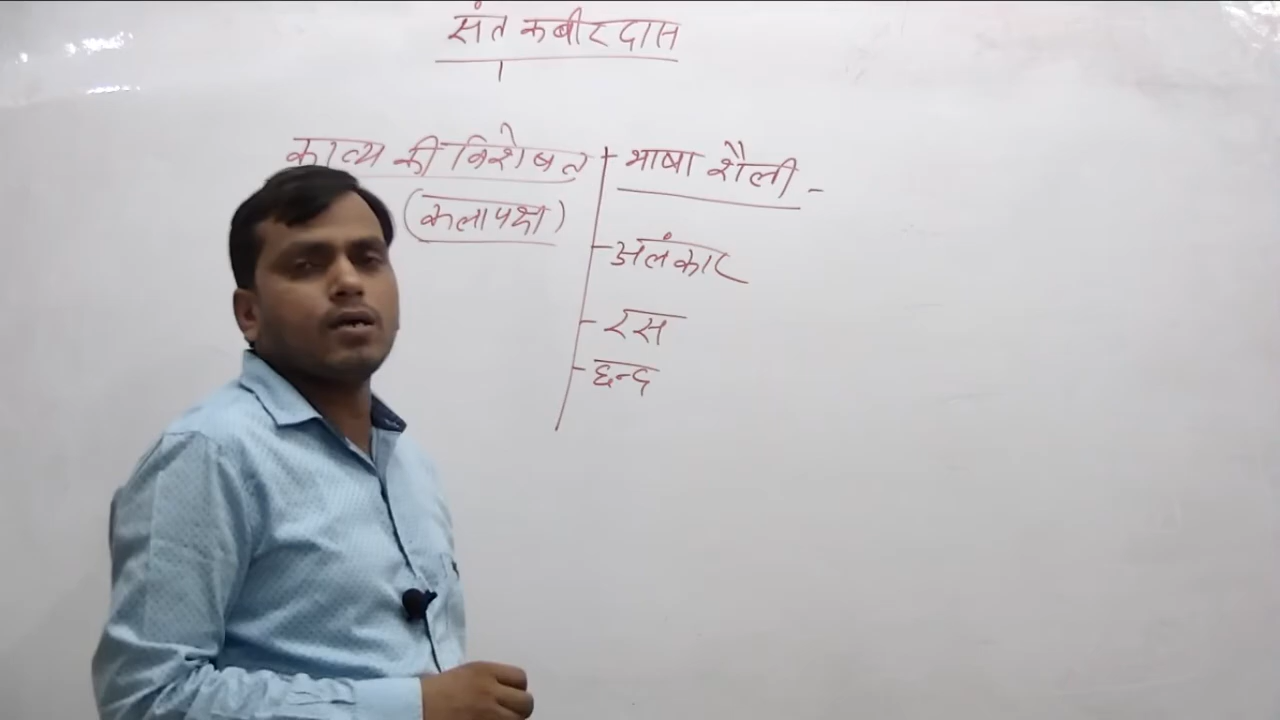 संत कबीरदास
काव्य की विशेषत
(कलापक्ष)
भाषा शैली -
- अलंकार
- रस
- छन्द